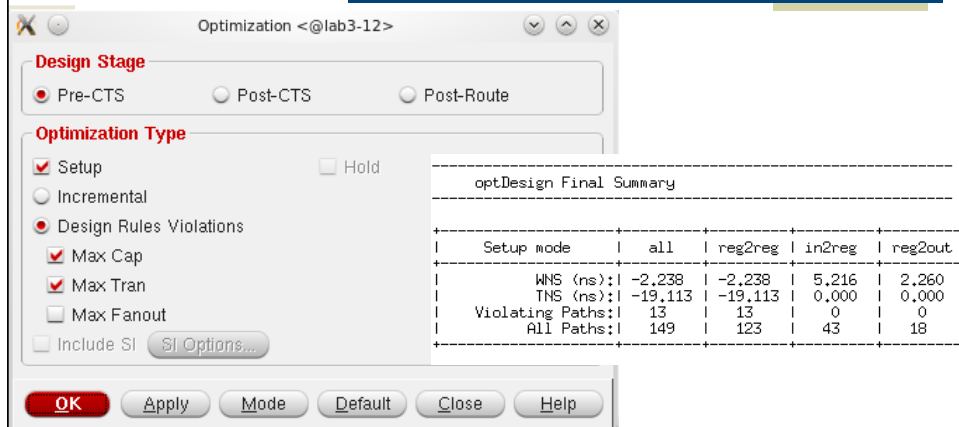 Optimization <@lab3-12>
Design Stage
Pre-CTS Post-CTS Post-Route
Optimization Type
Setup Hold
Incremental
Design Rules Violations
Max Cap
Max Tran
Max Fanout
Include SI SI Options...
OK Apply Mode Default Close Help
optDesign Final Summary
| Setup mode | all | reg2reg | in2reg | reg2out
| WNS (ns):| -2.238 | -2.238 | 5.216 | 2.260
| TNS (ns):| -19.113 | -19.113 | 0.000 | 0.000
| Violating Paths:| 13 | 13 | 0 | 0
| All Paths:| 149 | 123 | 43 | 18